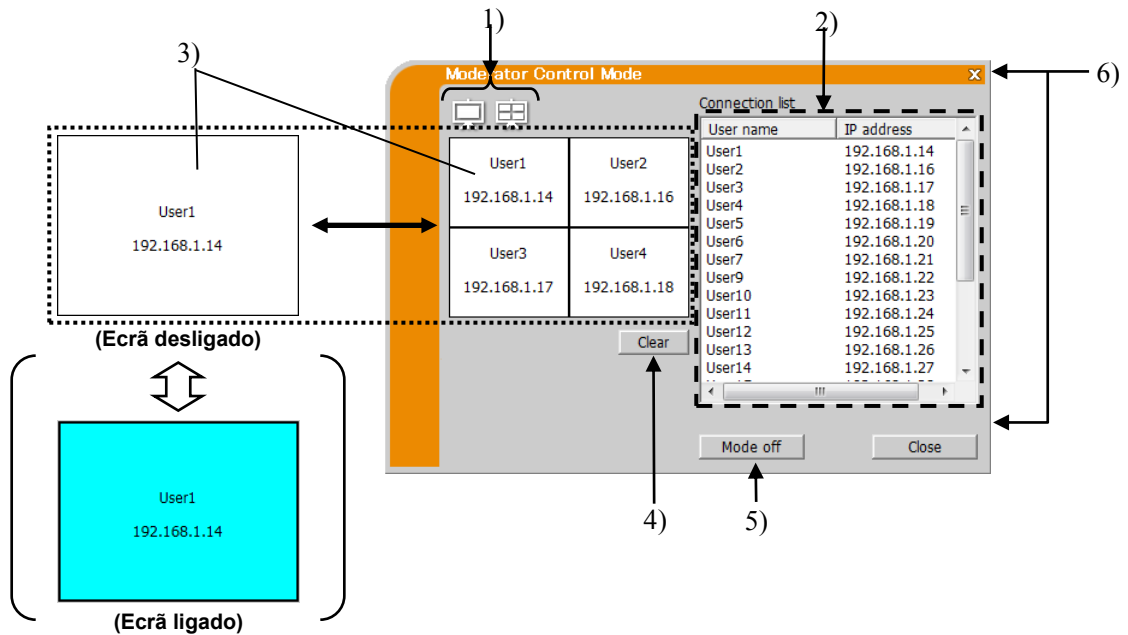 1)
2)
3)
6)
Moderator Control Mode
Connection list
User name IP address
User1 192.168.1.14
User2 192.168.1.16
User3 192.168.1.17
User4 192.168.1.18
User5 192.168.1.19
User6 192.168.1.20
User7 192.168.1.21
User9 192.168.1.22
User10 192.168.1.23
User11 192.168.1.24
User12 192.168.1.25
User13 192.168.1.26
User14 192.168.1.27
User1
192.168.1.14
User2
192.168.1.16
User3
192.168.1.17
User4
192.168.1.18
User1
192.168.1.14
(Ecrã desligado)
Clear
Mode off
Close
4)
5)
User1
192.168.1.14
(Ecrã ligado)